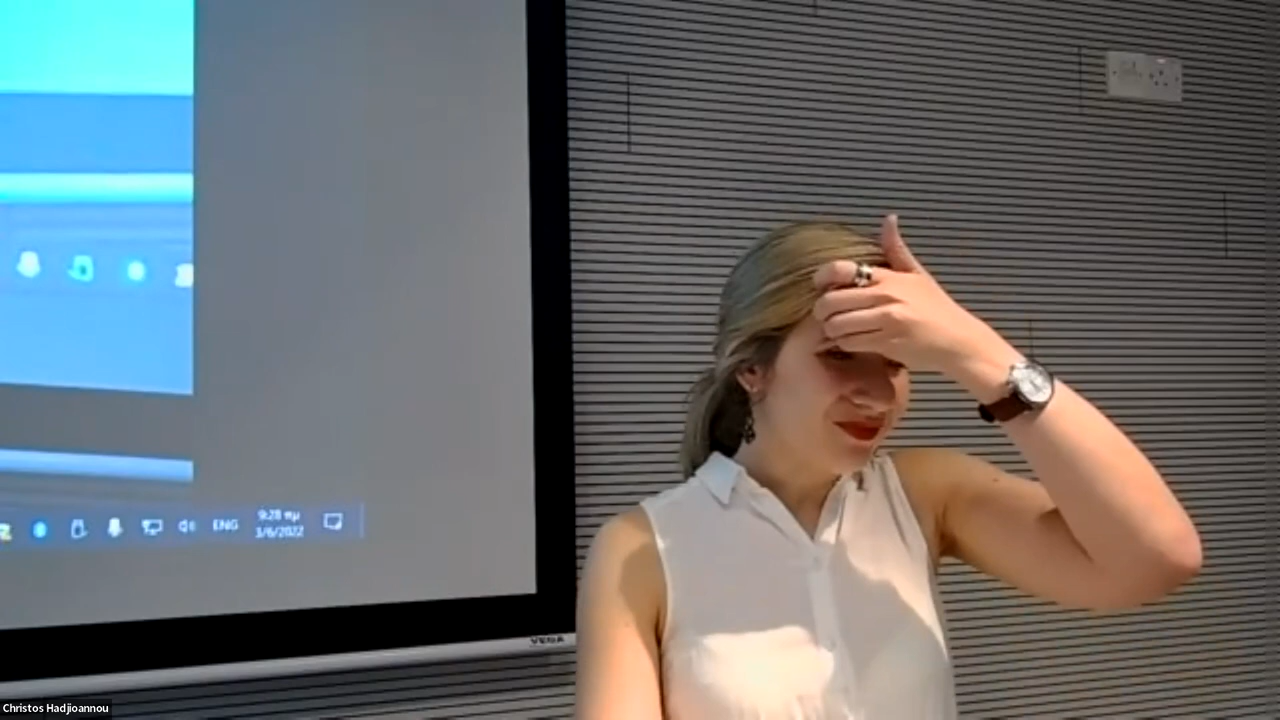 ENG
9:28 πμ
3/6/2022
VEGA
Christos Hadjioannou